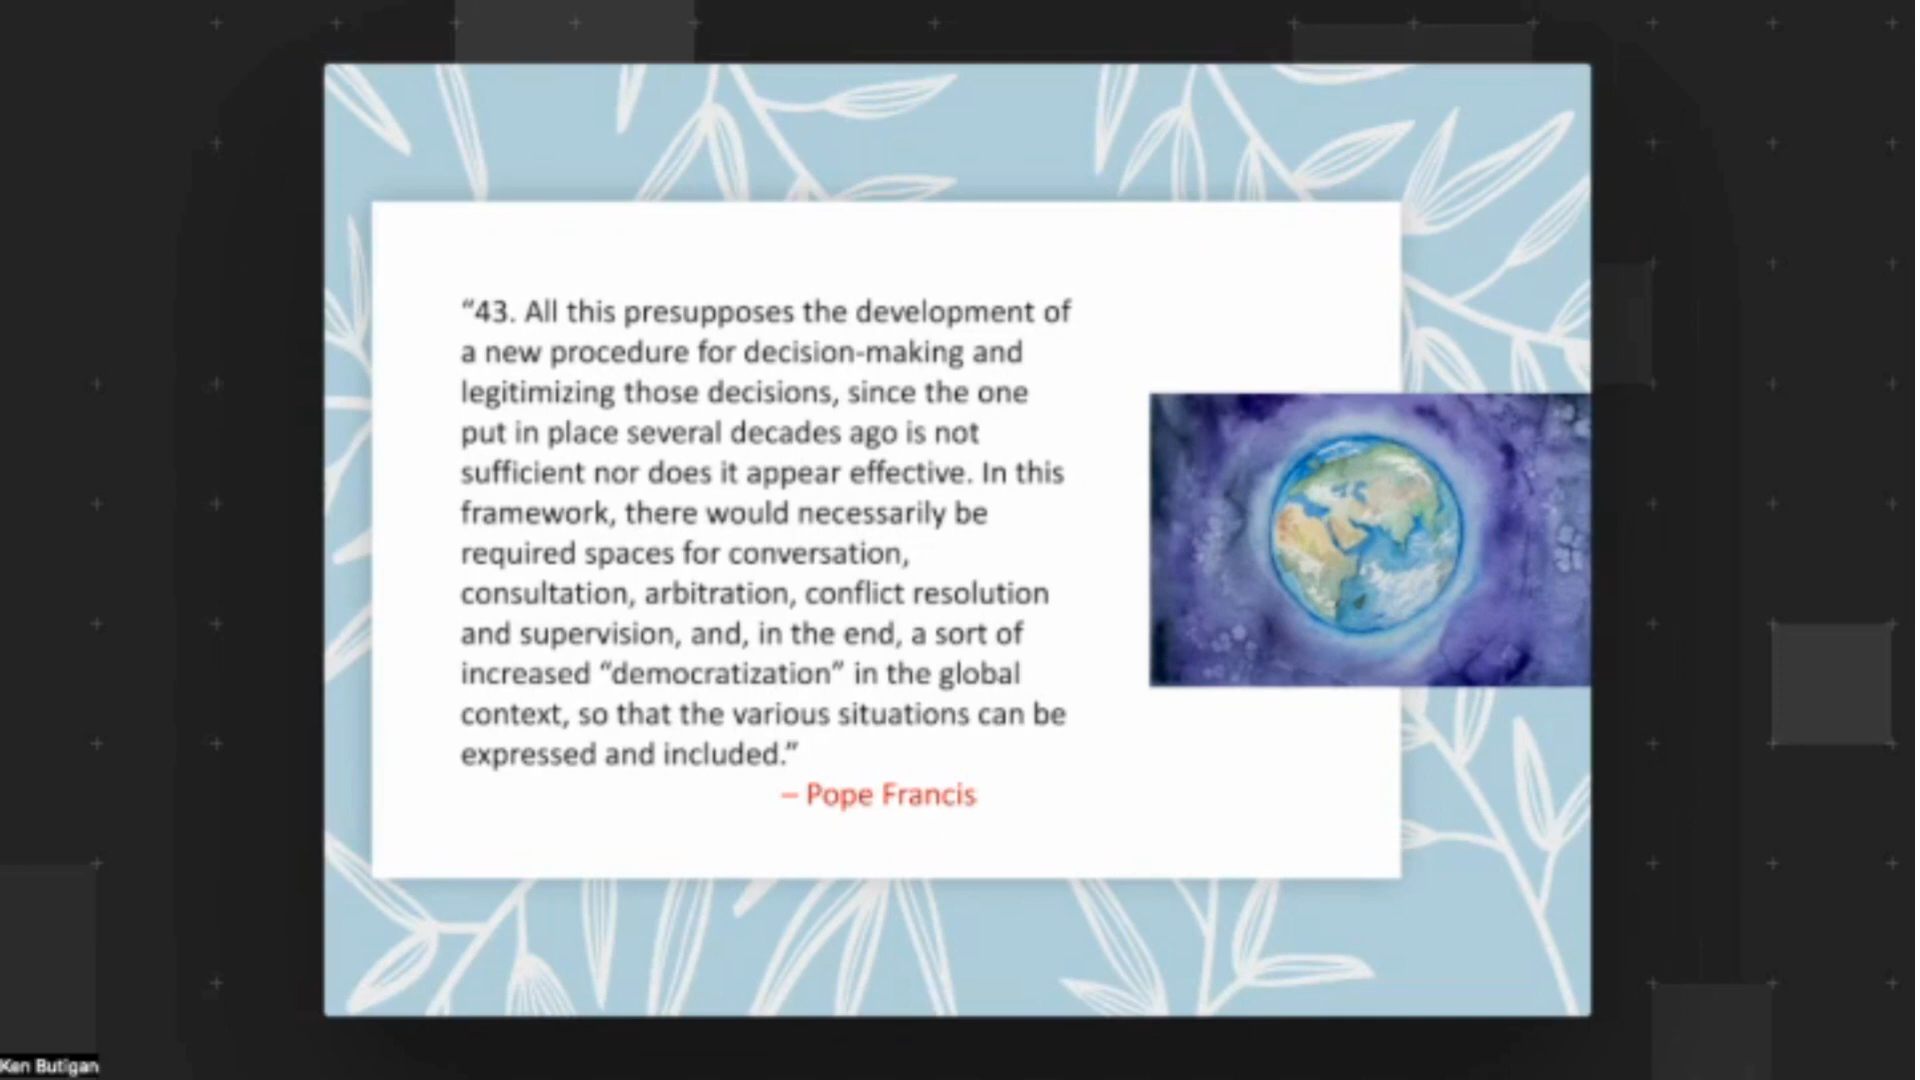 “43. All this presupposes the development of
a new procedure for decision-making and
legitimizing those decisions, since the one
put in place several decades ago is not
sufficient nor does it appear effective. In this
framework, there would necessarily be
required spaces for conversation,
consultation, arbitration, conflict resolution
and supervision, and, in the end, a sort of
increased “democratization” in the global
context, so that the various situations can be
expressed and included.”
– Pope Francis
Ken Butigan